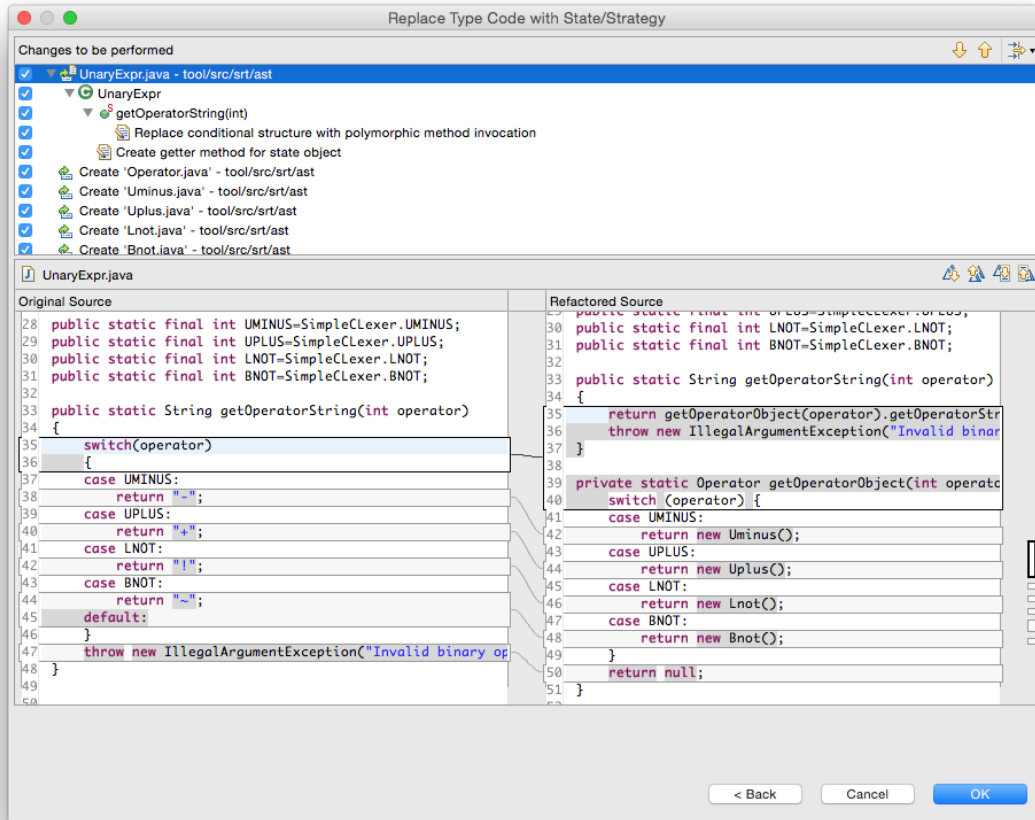 Replace Type Code with State/Strategy
Changes to be performed
UnaryExpr.java - tool/src/srt/ast
UnaryExpr
getOperatorString(int)
Replace conditional structure with polymorphic method invocation
Create getter method for state object
Create 'Operator.java' - tool/src/srt/ast
Create 'Uminus.java' - tool/src/srt/ast
Create 'Uplus.java' - tool/src/srt/ast
Create 'Lnot.java' - tool/src/srt/ast
Create 'Bnot.java' - tool/src/srt/ast
UnaryExpr.java
Original Source
28 public static final int UMINUS=SimpleCLexer.UMINUS;
29 public static final int UPLUS=SimpleCLexer.UPLUS;
30 public static final int LNOT=SimpleCLexer.LNOT;
31 public static final int BNOT=SimpleCLexer.BNOT;
32
33 public static String getOperatorString(int operator)
34 {
35 switch(operator)
36 {
37 case UMINUS:
38 return "-";
39 case UPLUS:
40 return "+";
41 case LNOT:
42 return "!";
43 case BNOT:
44 return "~";
45 default:
46 }
47 throw new IllegalArgumentException("Invalid binary op
48 }
49
50
Refactored Source
29 public static final int UPLUS=SimpleCLexer.UPLUS;
30 public static final int LNOT=SimpleCLexer.LNOT;
31 public static final int BNOT=SimpleCLexer.BNOT;
32
33 public static String getOperatorString(int operator)
34 {
35 return getOperatorObject(operator).getOperatorStr
36 throw new IllegalArgumentException("Invalid binar
37 }
38
39 private static Operator getOperatorObject(int operato
40 switch (operator) {
41 case UMINUS:
42 return new Uminus();
43 case UPLUS:
44 return new Uplus();
45 case LNOT:
46 return new Lnot();
47 case BNOT:
48 return new Bnot();
49 }
50 return null;
51 }
< Back
Cancel
OK